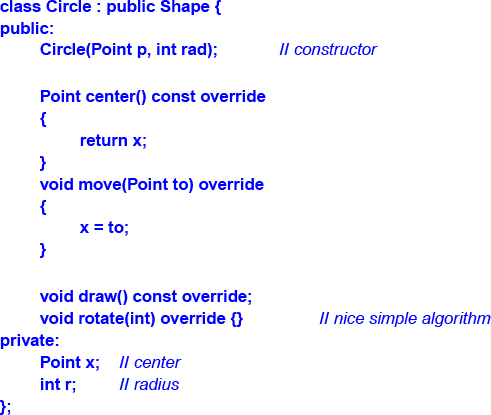 class Circle : public Shape {
public:
Circle(Point p, int rad); // constructor
Point center() const override
{
return x;
}
void move(Point to) override
{
x = to;
}
void draw() const override;
void rotate(int) override {} // nice simple algorithm
private:
Point x; // center
int r; // radius
};